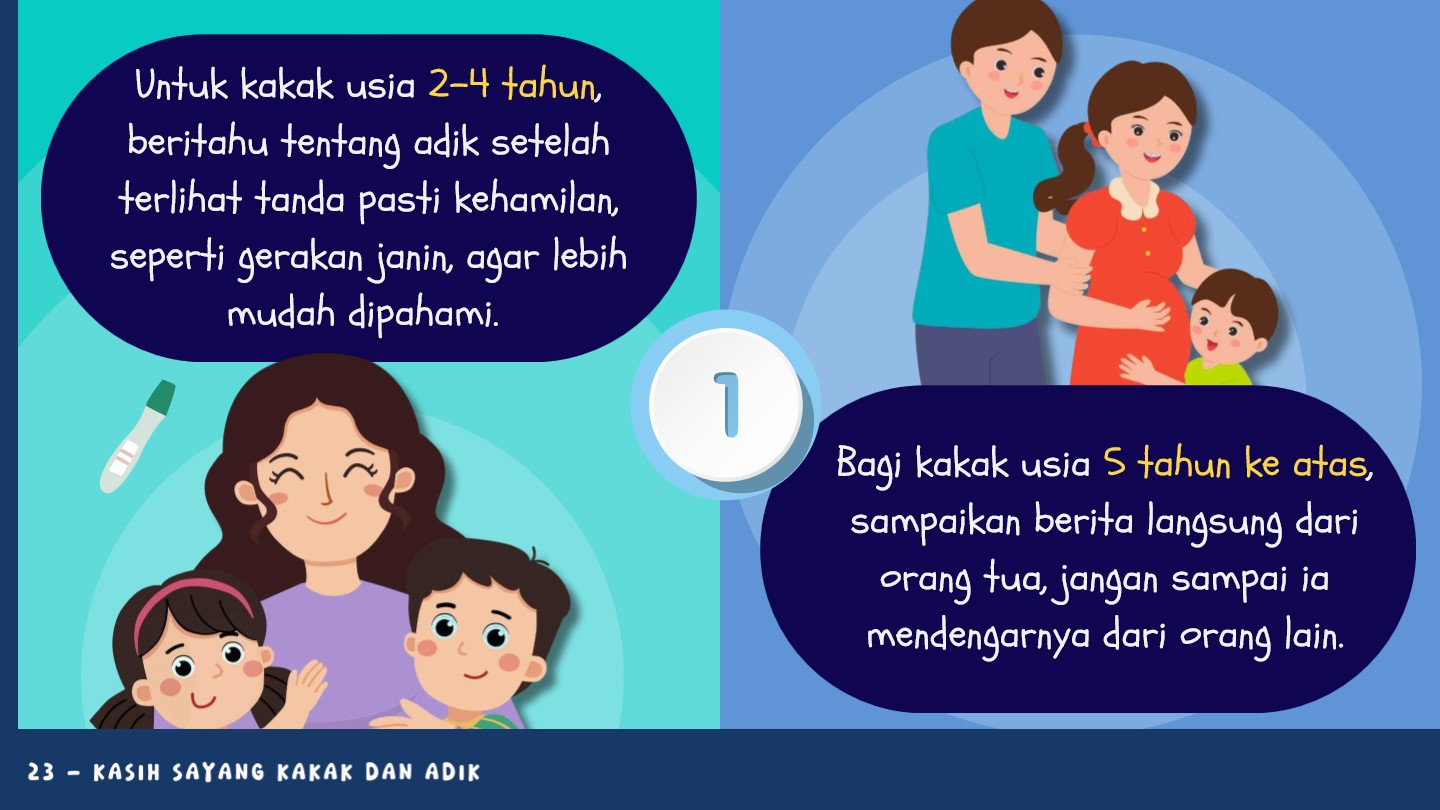 Untuk kakak usia 2-4 tahun,
beritahu tentang adik setelah
terlihat tanda pasti kehamilan,
seperti gerakan janin, agar lebih
mudah dipahami.
1
Bagi kakak usia 5 tahun ke atas,
sampaikan berita langsung dari
orang tua, jangan sampai ia
mendengarnya dari orang lain.
23 - KASIH SAYANG KAKAK DAN ADIK